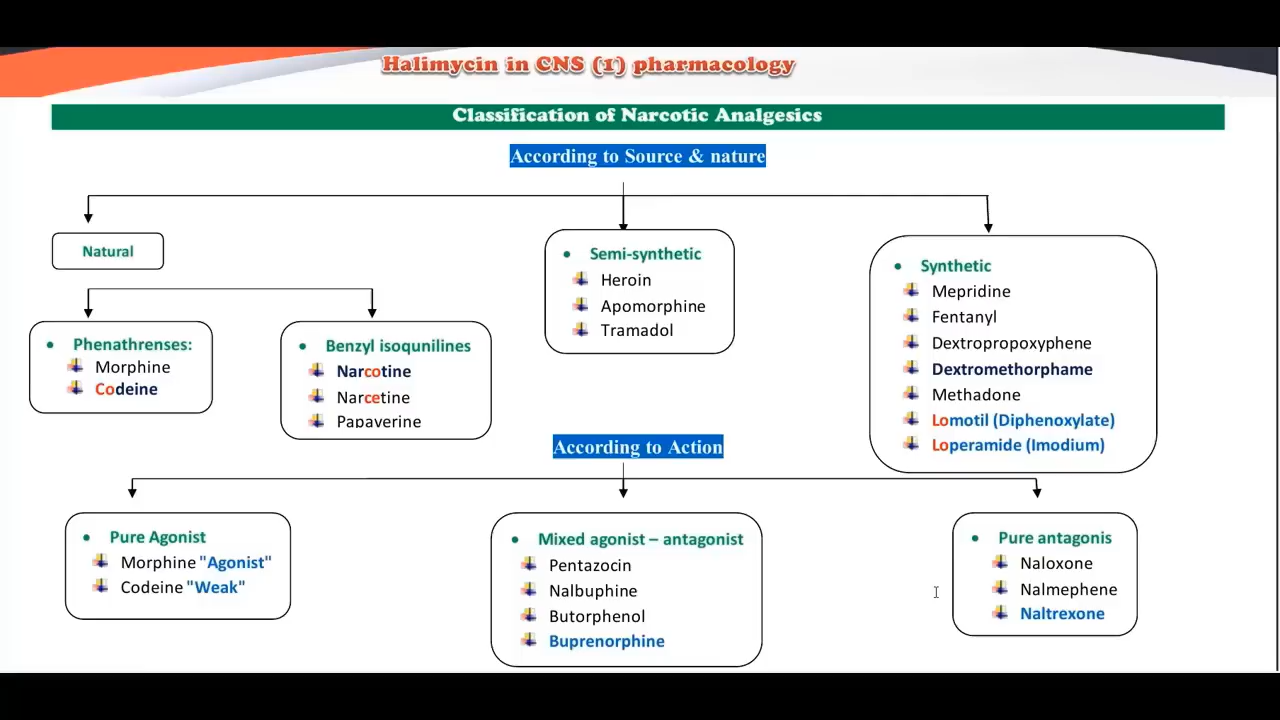 Halimycin in CNS (1) pharmacology
Classification of Narcotic Analgesics
According to Source & nature
Natural
Phenathrenses:
Morphine
Codeine
Benzyl isoqunilines
Narcotine
Narcetine
Papaverine
Semi-synthetic
Heroin
Apomorphine
Tramadol
Synthetic
Mepridine
Fentanyl
Dextropropoxyphene
Dextromethorphame
Methadone
Lomotil (Diphenoxylate)
Loperamide (Imodium)
According to Action
Pure Agonist
Morphine "Agonist"
Codeine "Weak"
Mixed agonist – antagonist
Pentazocin
Nalbuphine
Butorphenol
Buprenorphine
Pure antagonis
Naloxone
Nalmephene
Naltrexone